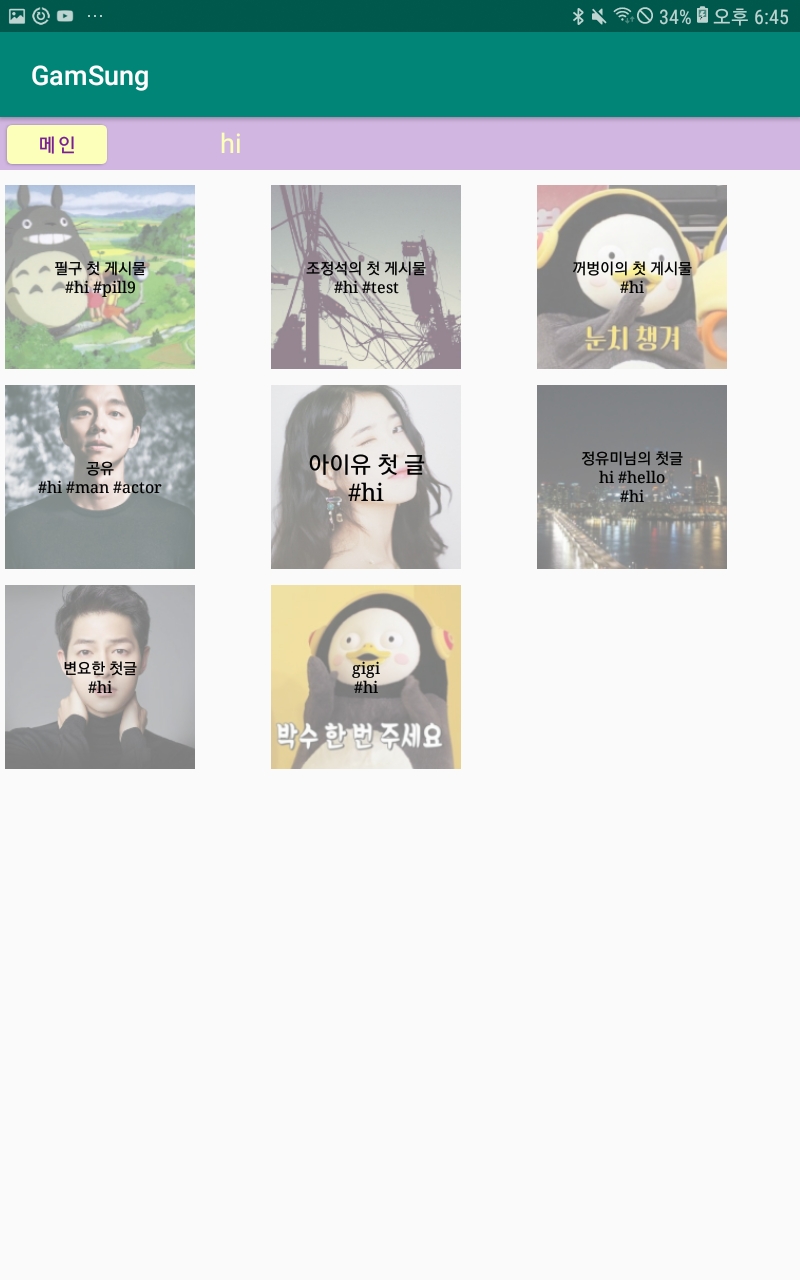 34% 오후 6:45
GamSung
메인
hi
필구 첫 게시물
#hi #pill9
조정석의 첫 게시물
#hi #test
꺼벙이의 첫 게시물
#hi
눈치 챙겨
공유
#hi #man #actor
아이유 첫 글
#hi
정유미님의 첫글
hi #hello
#hi
변요한 첫글
#hi
gigi
#hi
박수 한 번 주세요